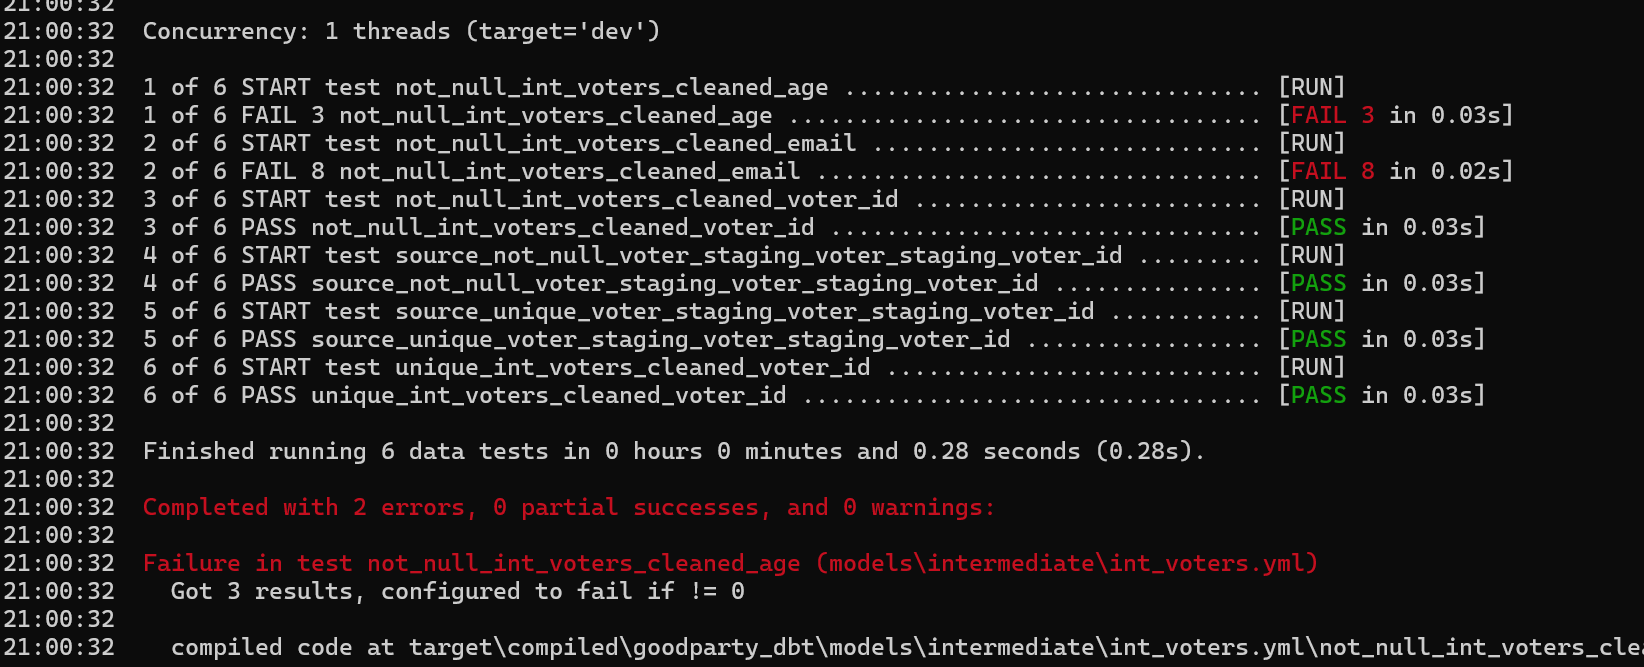 21:00:32
21:00:32 Concurrency: 1 threads (target='dev')
21:00:32
21:00:32 1 of 6 START test not_null_int_voters_cleaned_age .............................. [RUN]
21:00:32 1 of 6 FAIL 3 not_null_int_voters_cleaned_age .................................. [FAIL 3 in 0.03s]
21:00:32 2 of 6 START test not_null_int_voters_cleaned_email ............................ [RUN]
21:00:32 2 of 6 FAIL 8 not_null_int_voters_cleaned_email ................................ [FAIL 8 in 0.02s]
21:00:32 3 of 6 START test not_null_int_voters_cleaned_voter_id ......................... [RUN]
21:00:32 3 of 6 PASS not_null_int_voters_cleaned_voter_id ............................... [PASS in 0.03s]
21:00:32 4 of 6 START test source_not_null_voter_staging_voter_staging_voter_id ......... [RUN]
21:00:32 4 of 6 PASS source_not_null_voter_staging_voter_staging_voter_id ............... [PASS in 0.03s]
21:00:32 5 of 6 START test source_unique_voter_staging_voter_staging_voter_id ........... [RUN]
21:00:32 5 of 6 PASS source_unique_voter_staging_voter_staging_voter_id ................. [PASS in 0.03s]
21:00:32 6 of 6 START test unique_int_voters_cleaned_voter_id ........................... [RUN]
21:00:32 6 of 6 PASS unique_int_voters_cleaned_voter_id ................................. [PASS in 0.03s]
21:00:32
21:00:32 Finished running 6 data tests in 0 hours 0 minutes and 0.28 seconds (0.28s).
21:00:32
21:00:32 Completed with 2 errors, 0 partial successes, and 0 warnings:
21:00:32
21:00:32 Failure in test not_null_int_voters_cleaned_age (models\intermediate\int_voters.yml)
21:00:32 Got 3 results, configured to fail if != 0
21:00:32
21:00:32 compiled code at target\compiled\goodparty_dbt\models\intermediate\int_voters.yml\not_null_int_voters_clea